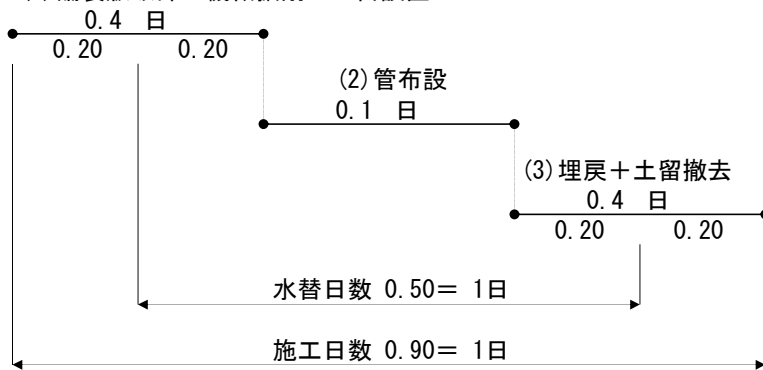 0.4 日
0.20 0.20
(2)管布設
0.1 日
(3)埋戻＋土留撤去
0.4 日
0.20 0.20
水替日数 0.50＝ 1日
施工日数 0.90＝ 1日